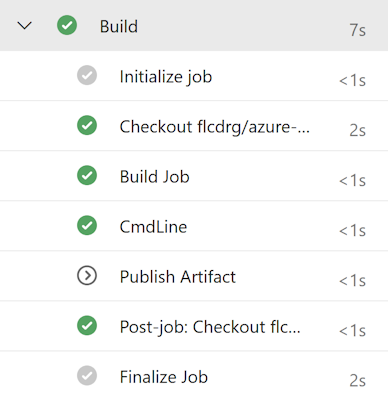 Build 7s
Initialize job <1s
Checkout flcdrg/azure-... 2s
Build Job <1s
CmdLine <1s
Publish Artifact <1s
Post-job: Checkout flc... <1s
Finalize Job 2s